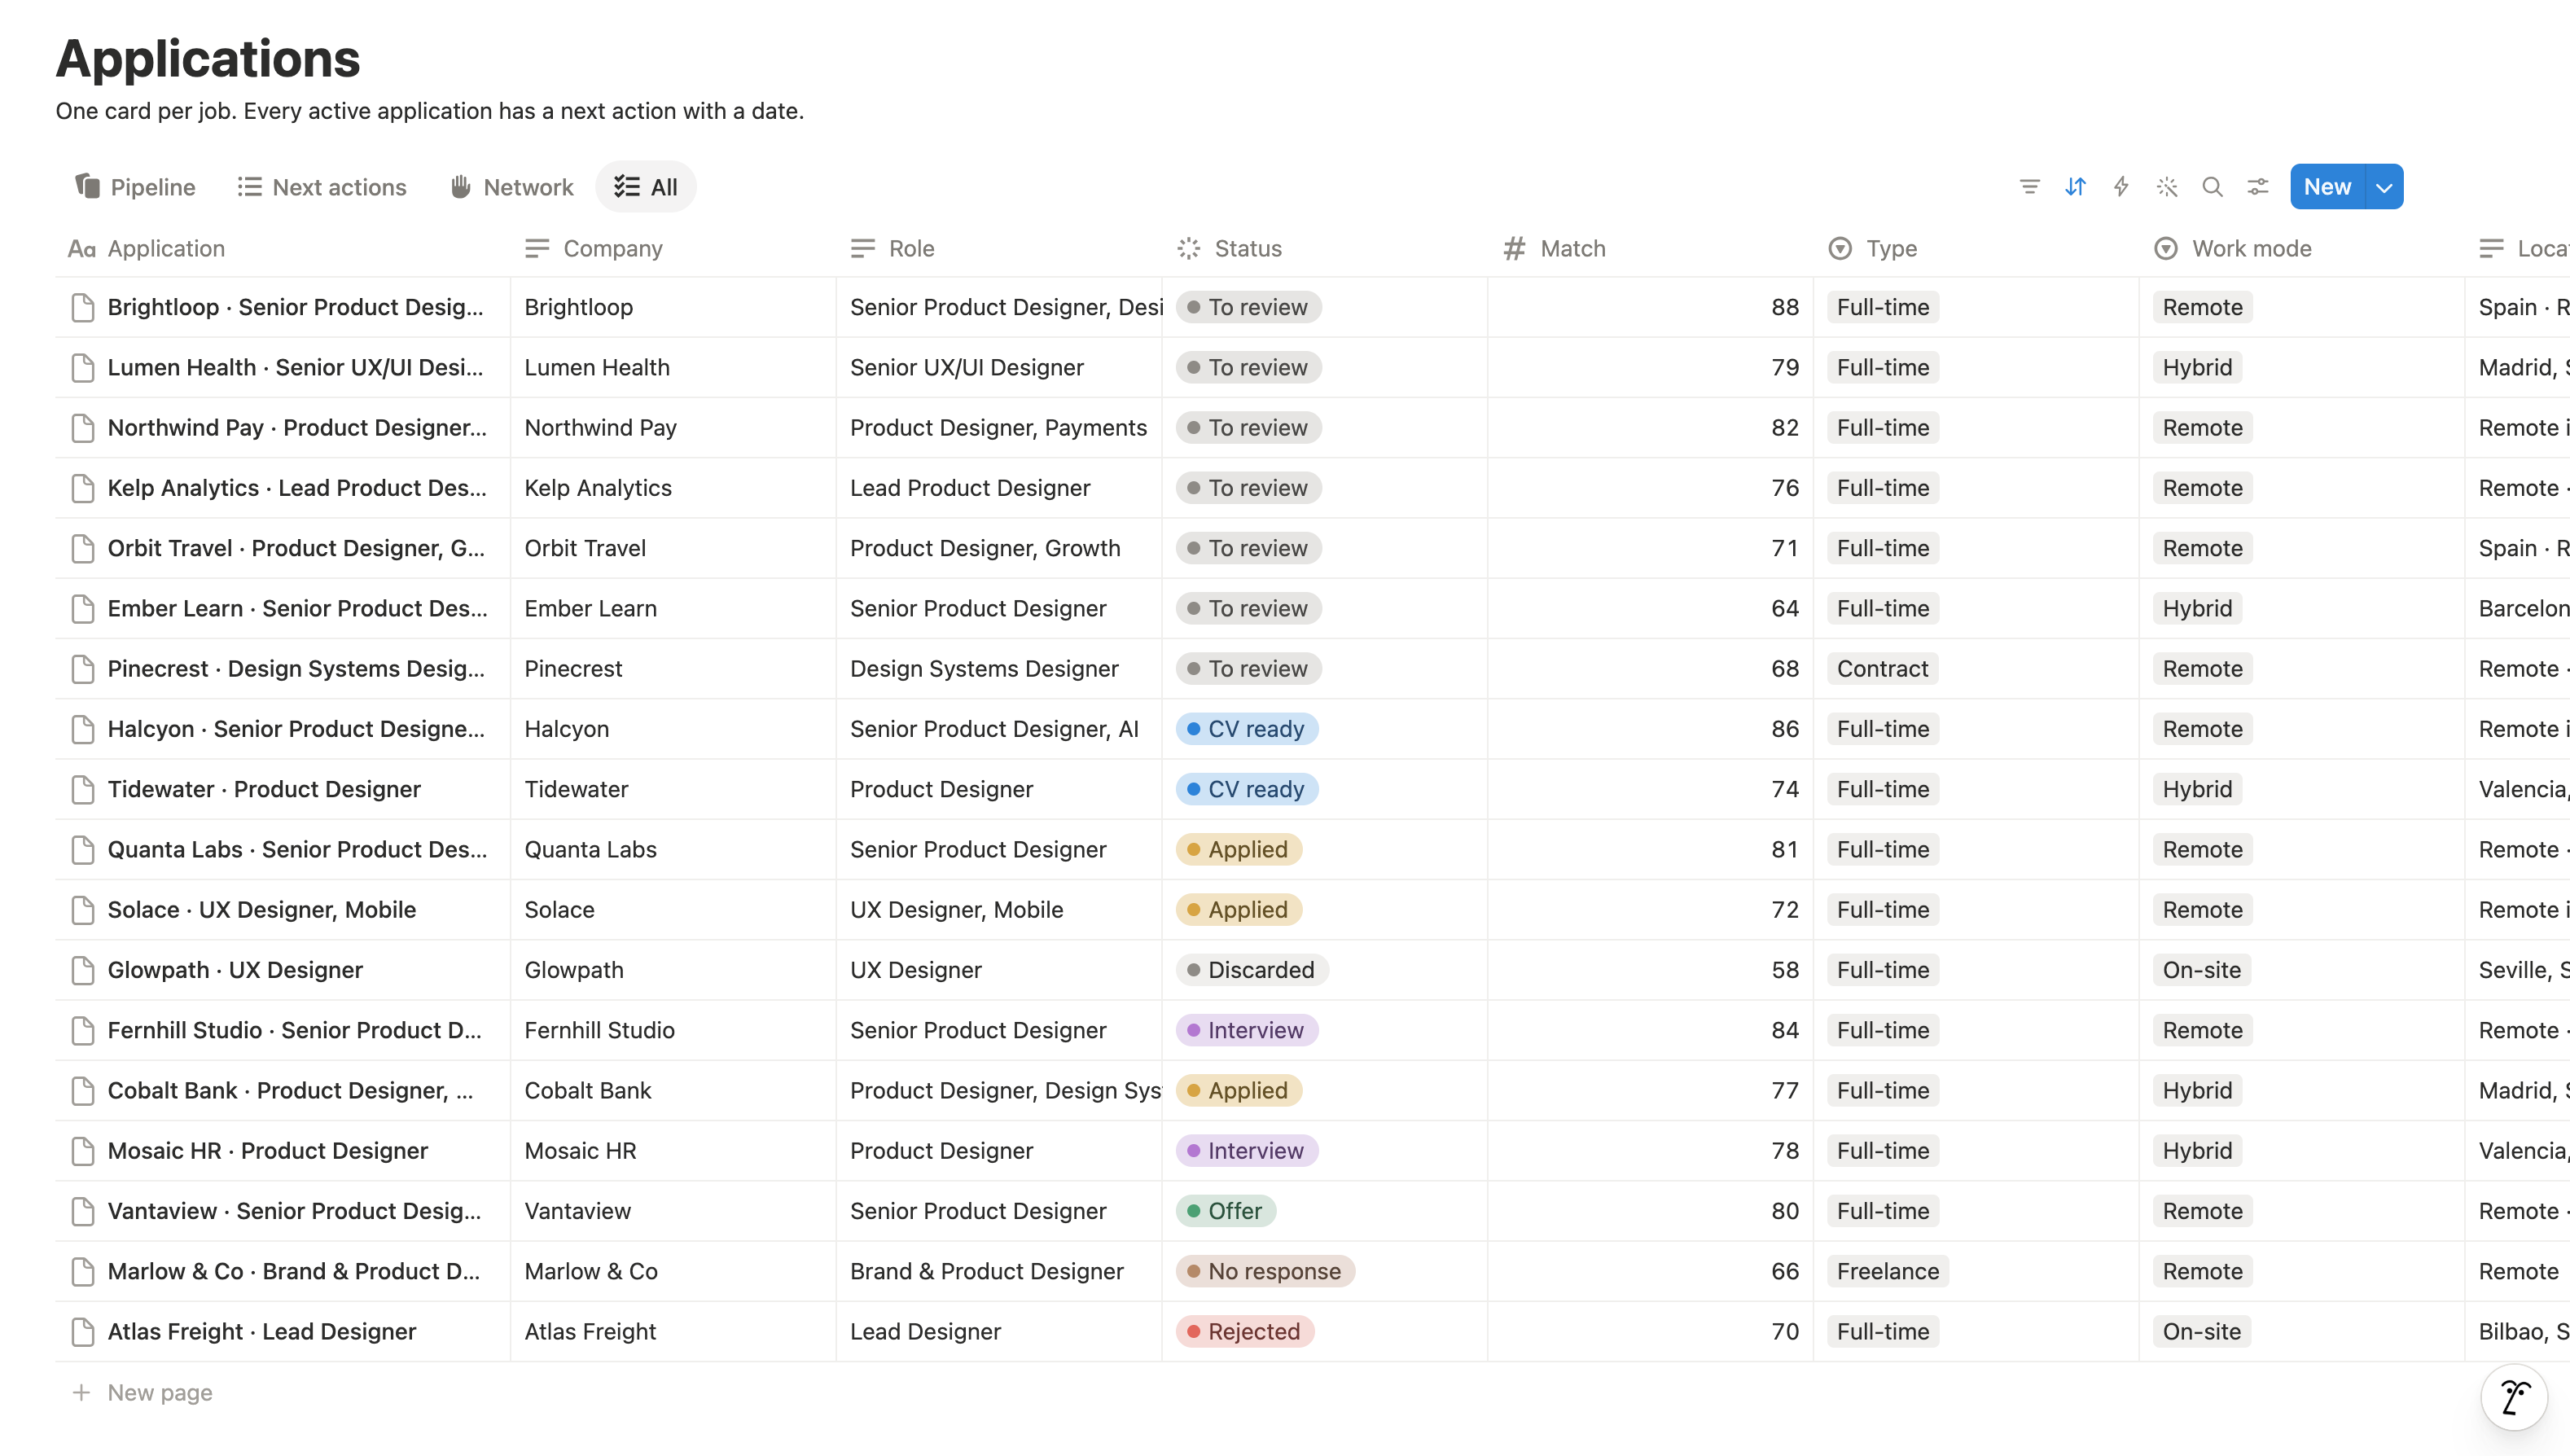 Applications
One card per job. Every active application has a next action with a date.
Pipeline Next actions Network All New
Aa Application Company Role Status # Match Type Work mode Loca
Brightloop · Senior Product Desig... Brightloop Senior Product Designer, Desi To review 88 Full-time Remote Spain · R
Lumen Health · Senior UX/UI Desi... Lumen Health Senior UX/UI Designer To review 79 Full-time Hybrid Madrid, S
Northwind Pay · Product Designer... Northwind Pay Product Designer, Payments To review 82 Full-time Remote Remote i
Kelp Analytics · Lead Product Des... Kelp Analytics Lead Product Designer To review 76 Full-time Remote Remote ·
Orbit Travel · Product Designer, G... Orbit Travel Product Designer, Growth To review 71 Full-time Remote Spain · R
Ember Learn · Senior Product Des... Ember Learn Senior Product Designer To review 64 Full-time Hybrid Barcelon
Pinecrest · Design Systems Desig... Pinecrest Design Systems Designer To review 68 Contract Remote Remote ·
Halcyon · Senior Product Designe... Halcyon Senior Product Designer, AI CV ready 86 Full-time Remote Remote i
Tidewater · Product Designer Tidewater Product Designer CV ready 74 Full-time Hybrid Valencia,
Quanta Labs · Senior Product Des... Quanta Labs Senior Product Designer Applied 81 Full-time Remote Remote ·
Solace · UX Designer, Mobile Solace UX Designer, Mobile Applied 72 Full-time Remote Remote i
Glowpath · UX Designer Glowpath UX Designer Discarded 58 Full-time On-site Seville, S
Fernhill Studio · Senior Product D... Fernhill Studio Senior Product Designer Interview 84 Full-time Remote Remote ·
Cobalt Bank · Product Designer, ... Cobalt Bank Product Designer, Design Sys Applied 77 Full-time Hybrid Madrid, S
Mosaic HR · Product Designer Mosaic HR Product Designer Interview 78 Full-time Hybrid Valencia,
Vantaview · Senior Product Desig... Vantaview Senior Product Designer Offer 80 Full-time Remote Remote ·
Marlow & Co · Brand & Product D... Marlow & Co Brand & Product Designer No response 66 Freelance Remote Remote
Atlas Freight · Lead Designer Atlas Freight Lead Designer Rejected 70 Full-time On-site Bilbao, S
+ New page